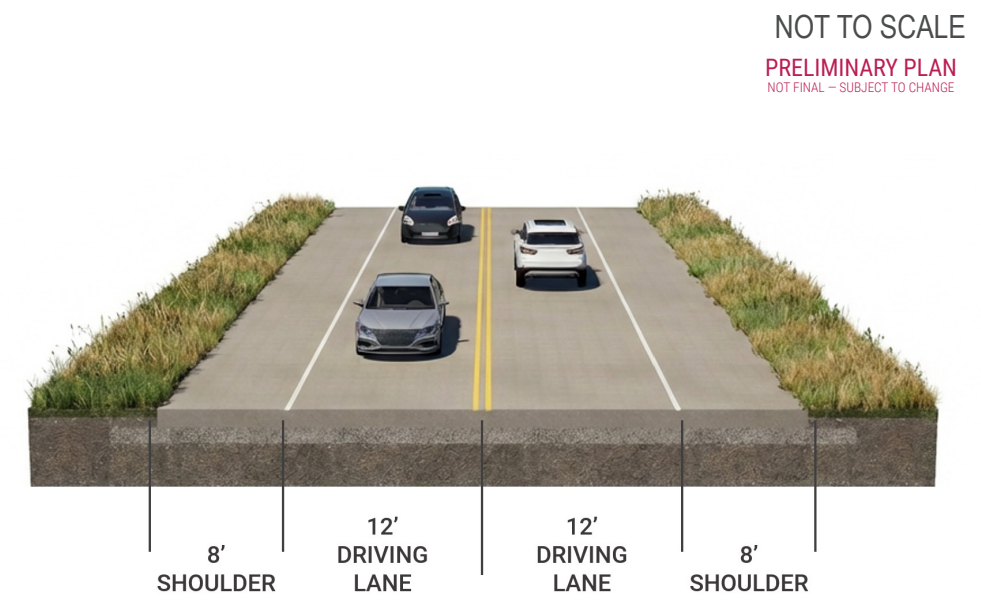 NOT TO SCALE
PRELIMINARY PLAN
NOT FINAL – SUBJECT TO CHANGE
8’
SHOULDER
12’
DRIVING
LANE
12’
DRIVING
LANE
8’
SHOULDER